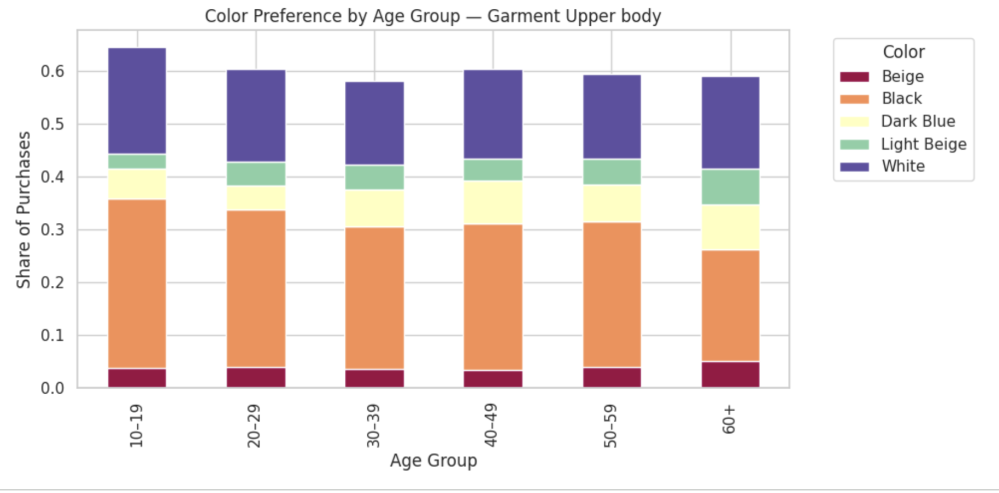 Color Preference by Age Group — Garment Upper body
Share of Purchases
0.6
0.5
0.4
0.3
0.2
0.1
0.0
10–19
20–29
30–39
40–49
50–59
60+
Age Group
Color
Beige
Black
Dark Blue
Light Beige
White